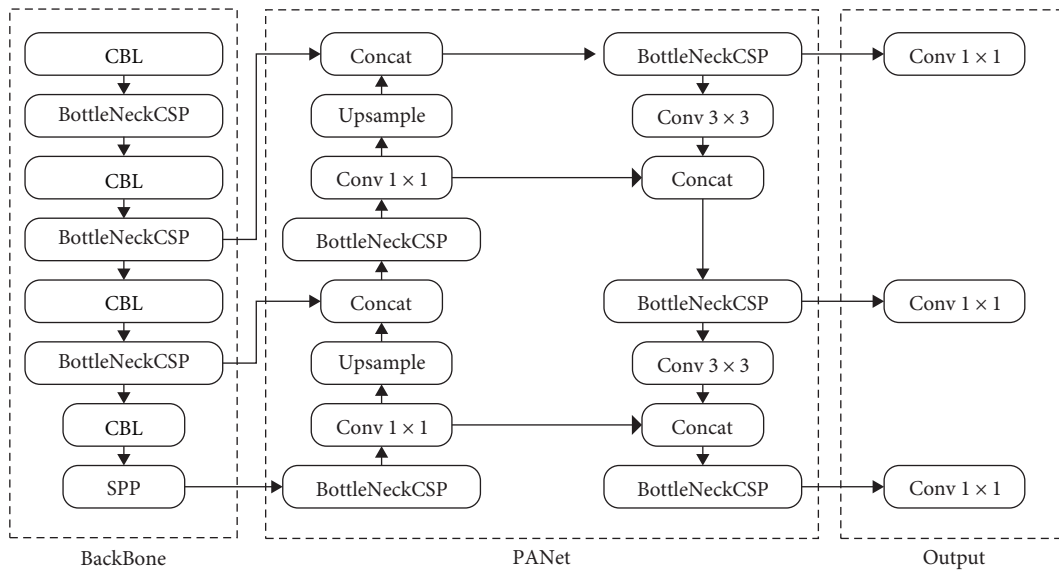 CBL
BottleNeckCSP
CBL
BottleNeckCSP
CBL
BottleNeckCSP
CBL
SPP
BackBone
Concat
Upsample
Conv 1 × 1
BottleNeckCSP
Concat
Upsample
Conv 1 × 1
BottleNeckCSP
BottleNeckCSP
Conv 3 × 3
Concat
BottleNeckCSP
Conv 3 × 3
Concat
BottleNeckCSP
PANet
Conv 1 × 1
Conv 1 × 1
Conv 1 × 1
Output